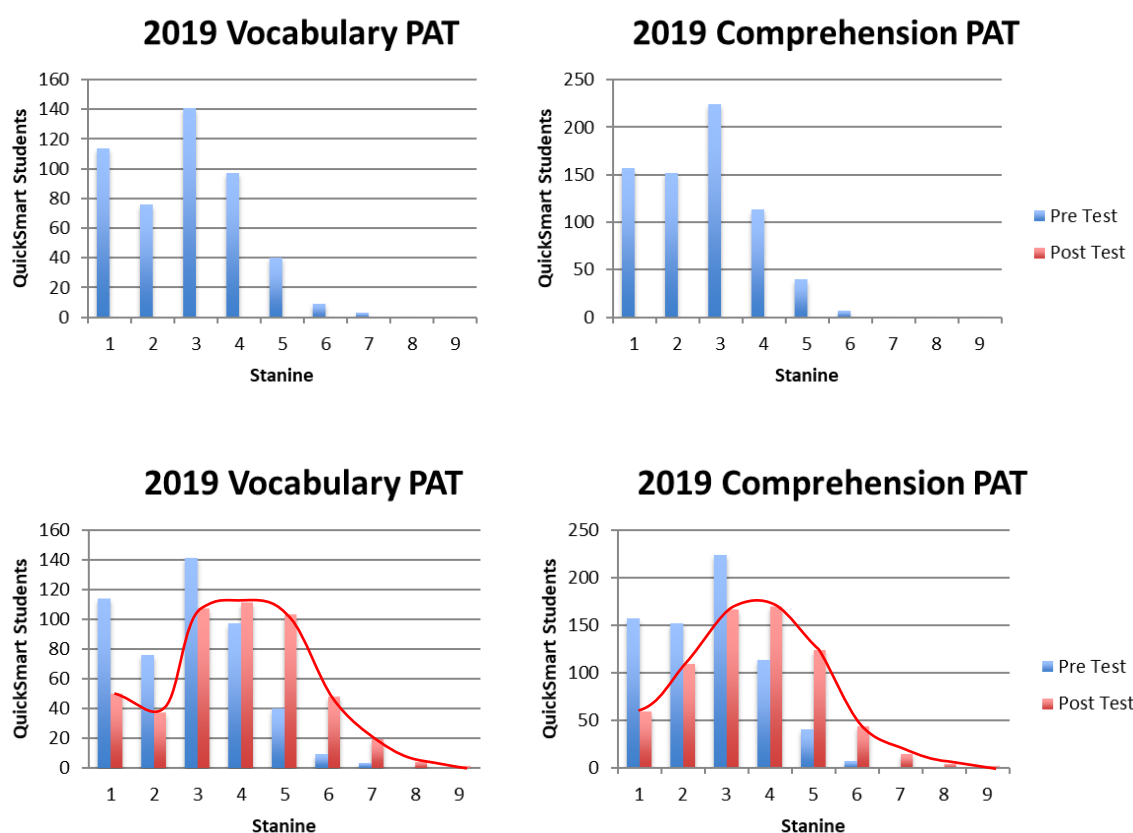 2019 Vocabulary PAT
QuickSmart Students
160
140
120
100
80
60
40
20
0
1 2 3 4 5 6 7 8 9
Stanine
2019 Comprehension PAT
QuickSmart Students
250
200
150
100
50
0
1 2 3 4 5 6 7 8 9
Stanine
Pre Test
Post Test
2019 Vocabulary PAT
QuickSmart Students
160
140
120
100
80
60
40
20
0
1 2 3 4 5 6 7 8 9
Stanine
2019 Comprehension PAT
QuickSmart Students
250
200
150
100
50
0
1 2 3 4 5 6 7 8 9
Stanine
Pre Test
Post Test